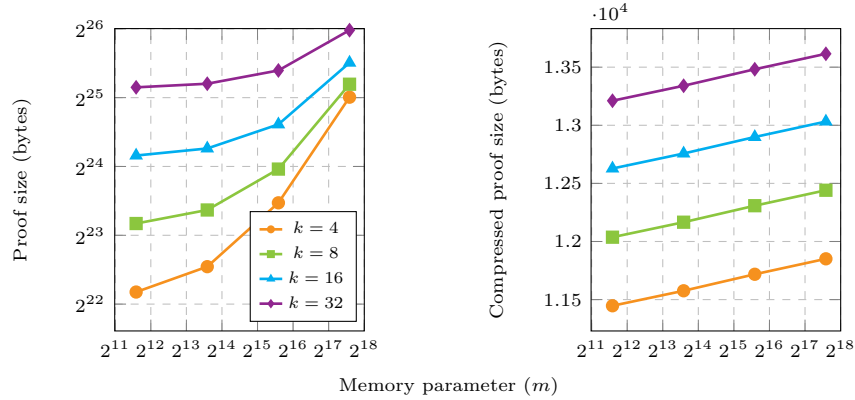 Proof size (bytes)
2^26
2^25
2^24
2^23
2^22
2^11 2^12 2^13 2^14 2^15 2^16 2^17 2^18
k = 4
k = 8
k = 16
k = 32
Compressed proof size (bytes)
·10^4
1.35
1.3
1.25
1.2
1.15
2^11 2^12 2^13 2^14 2^15 2^16 2^17 2^18
Memory parameter (m)